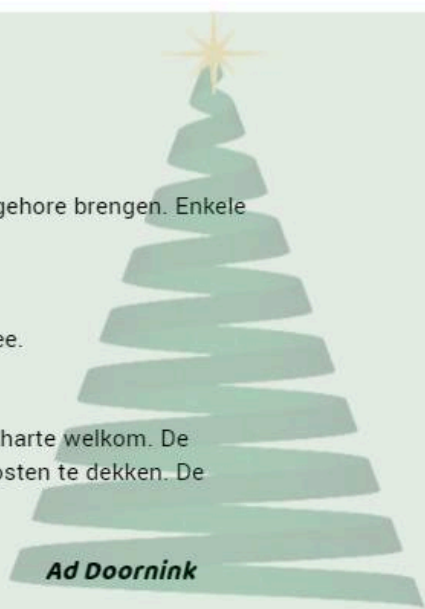 gehore brengen. Enkele
ee.
harte welkom. De
osten te dekken. De
Ad Doornink